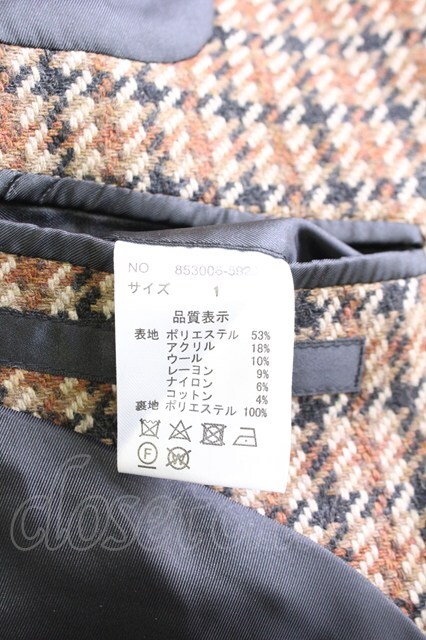 NO 853006-592
サイズ 1
品質表示
表地 ポリエステル 53%
アクリル 18%
ウール 10%
レーヨン 9%
ナイロン 6%
コットン 4%
裏地 ポリエステル 100%
F W